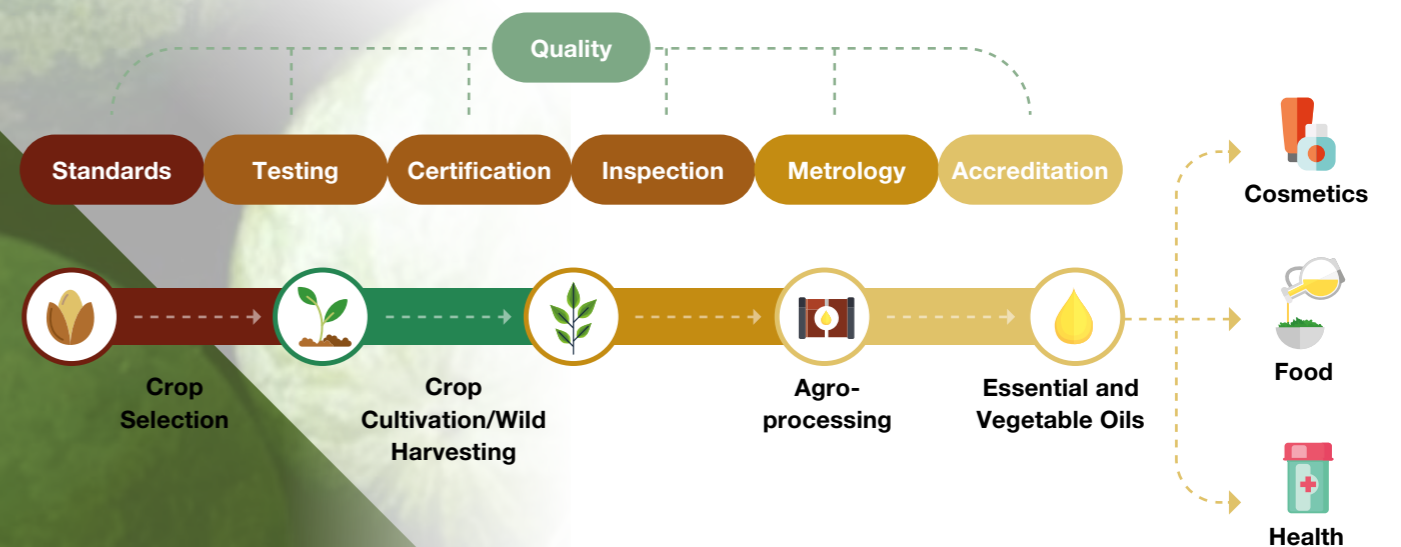 Quality
Standards
Testing
Certification
Inspection
Metrology
Accreditation
Crop
Selection
Crop
Cultivation/Wild
Harvesting
Agro-
processing
Essential and
Vegetable Oils
Cosmetics
Food
Health